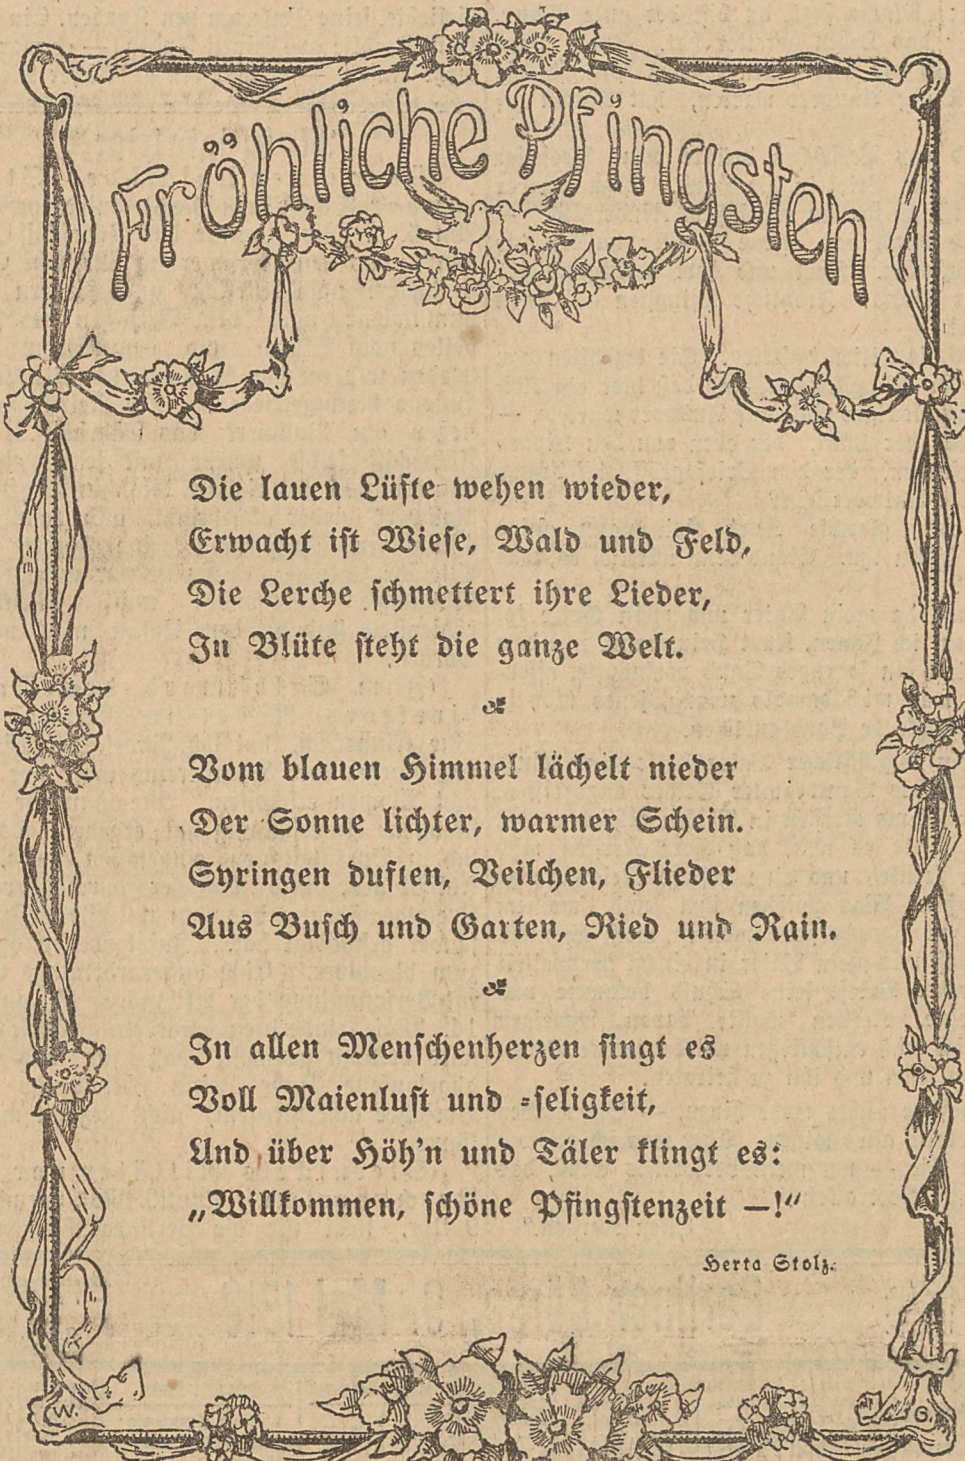 Fröhliche Pfingsten
Die lauen Lüfte wehen wieder,
Erwacht ist Wiese, Wald und Feld,
Die Lerche schmettert ihre Lieder,
In Blüte steht die ganze Welt.
Vom blauen Himmel lächelt nieder
Der Sonne lichter, warmer Schein.
Syringen duften, Veilchen, Flieder
Aus Busch und Garten, Ried und Rain.
In allen Menschenherzen singt es
Voll Maienlust und -seligkeit,
Und über Höh'n und Täler klingt es:
„Willkommen, schöne Pfingstenzeit —!“
Herta Stolz.
W G